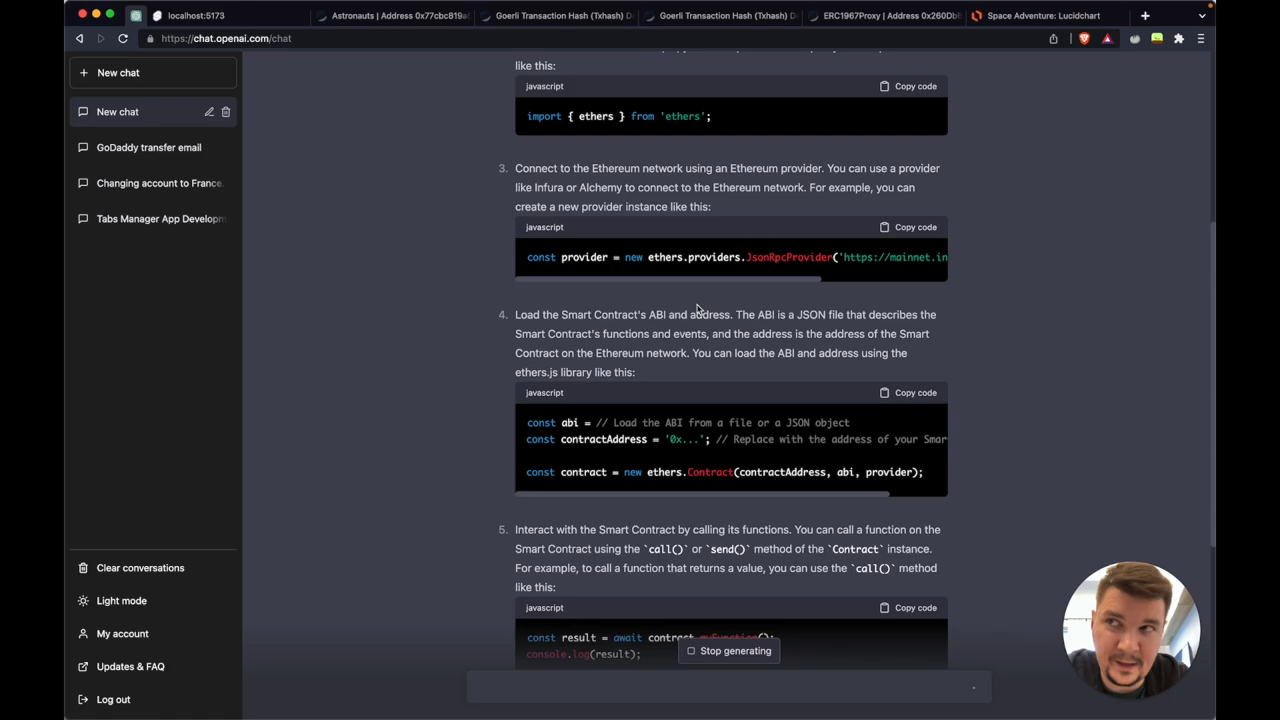 localhost:5173
Astronauts | Address 0x77cbc819a
Goerli Transaction Hash (Txhash) D
Goerli Transaction Hash (Txhash) D
ERC1967Proxy | Address 0x260Db
Space Adventure: Lucidchart
https://chat.openai.com/chat
New chat
New chat
GoDaddy transfer email
Changing account to France.
Tabs Manager App Developm
Clear conversations
Light mode
My account
Updates & FAQ
Log out
like this:
javascript
Copy code
import { ethers } from 'ethers';
3. Connect to the Ethereum network using an Ethereum provider. You can use a provider
like Infura or Alchemy to connect to the Ethereum network. For example, you can
create a new provider instance like this:
javascript
Copy code
const provider = new ethers.providers.JsonRpcProvider('https://mainnet.in
4. Load the Smart Contract's ABI and address. The ABI is a JSON file that describes the
Smart Contract's functions and events, and the address is the address of the Smart
Contract on the Ethereum network. You can load the ABI and address using the
ethers.js library like this:
javascript
Copy code
const abi = // Load the ABI from a file or a JSON object
const contractAddress = '0x...'; // Replace with the address of your Smar
const contract = new ethers.Contract(contractAddress, abi, provider);
5. Interact with the Smart Contract by calling its functions. You can call a function on the
Smart Contract using the `call()` or `send()` method of the `Contract` instance.
For example, to call a function that returns a value, you can use the `call()` method
like this:
javascript
Copy code
const result = await contract.myFunction();
console.log(result);
Stop generating